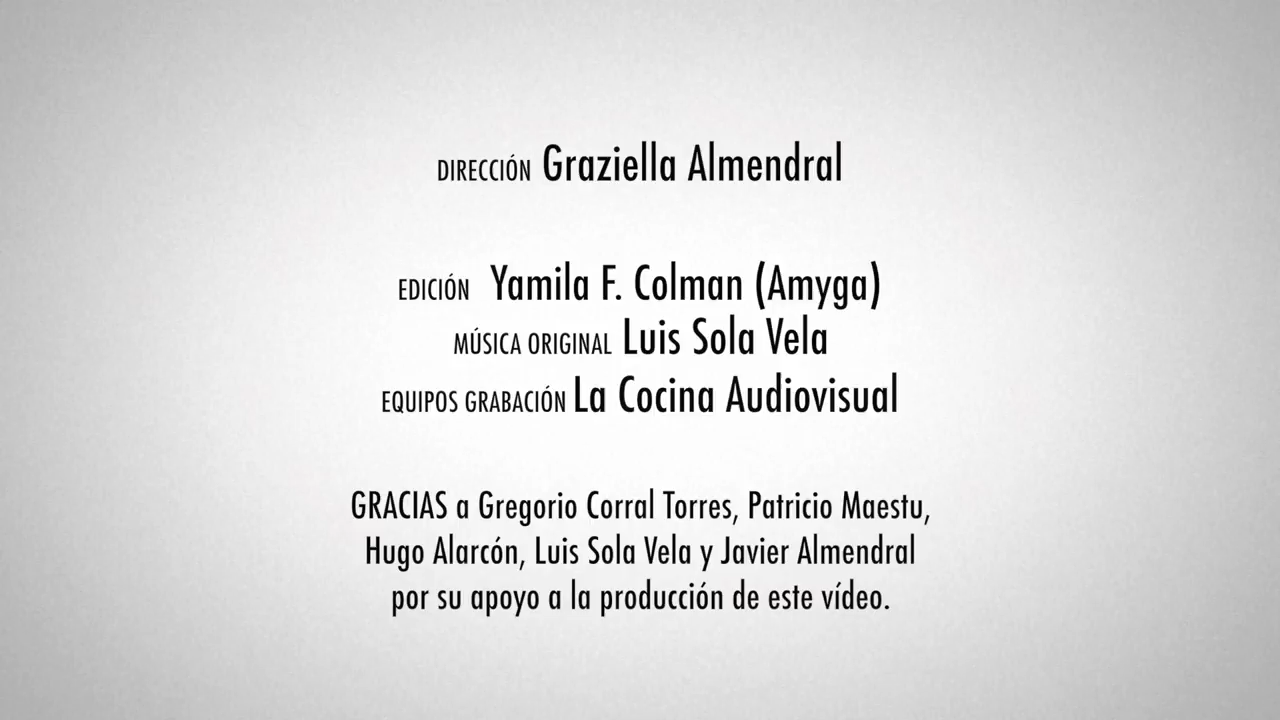 DIRECCIÓN Graziella Almendral
EDICIÓN Yamila F. Colman (Amyga)
MÚSICA ORIGINAL Luis Sola Vela
EQUIPOS GRABACIÓN La Cocina Audiovisual
GRACIAS a Gregorio Corral Torres, Patricio Maestu,
Hugo Alarcón, Luis Sola Vela y Javier Almendral
por su apoyo a la producción de este vídeo.